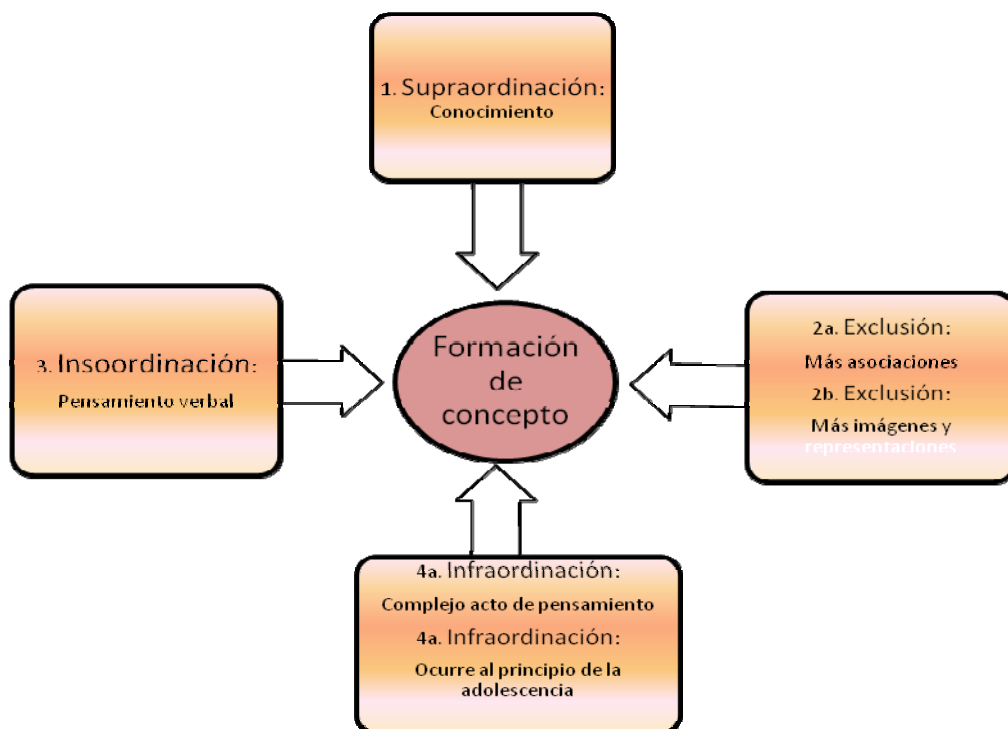 1. Supraordinación:
Conocimiento
3. Insoordinación:
Pensamiento verbal
Formación
de
concepto
2a. Exclusión:
Más asociaciones
2b. Exclusión:
Más imágenes y
representaciones
4a. Infraordinación:
Complejo acto de pensamiento
4a. Infraordinación:
Ocurre al principio de la
adolescencia